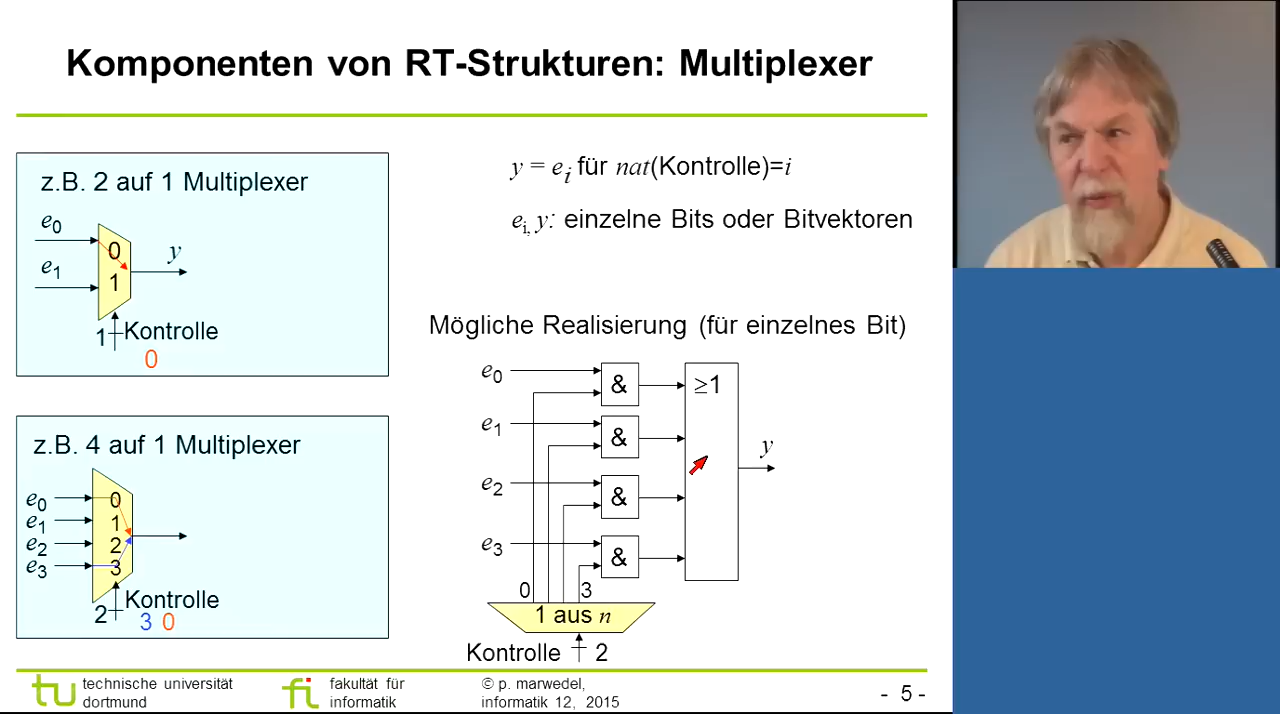 Komponenten von RT-Strukturen: Multiplexer
z.B. 2 auf 1 Multiplexer
e0
e1
0
1
y
1
Kontrolle
0
z.B. 4 auf 1 Multiplexer
e0
e1
e2
e3
0
1
2
3
2
Kontrolle
3 0
y = ei für nat(Kontrolle)=i
ei, y: einzelne Bits oder Bitvektoren
Mögliche Realisierung (für einzelnes Bit)
e0
&
≥1
e1
&
y
e2
&
e3
&
0
3
1 aus n
Kontrolle 2
tu
technische universität
dortmund
fi
fakultät für
informatik
© p. marwedel,
informatik 12, 2015
- 5 -